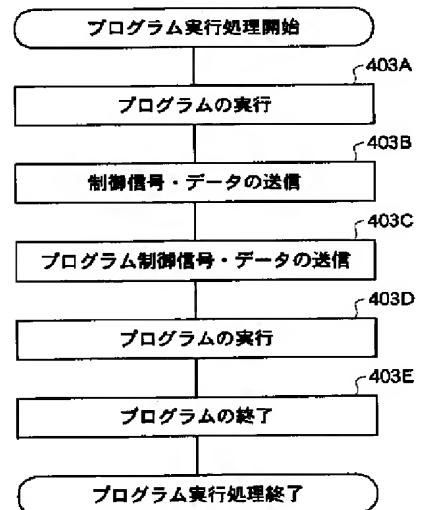 プログラム実行処理開始
403A
プログラムの実行
403B
制御信号・データの送信
403C
プログラム制御信号・データの送信
403D
プログラムの実行
403E
プログラムの終了
プログラム実行処理終了